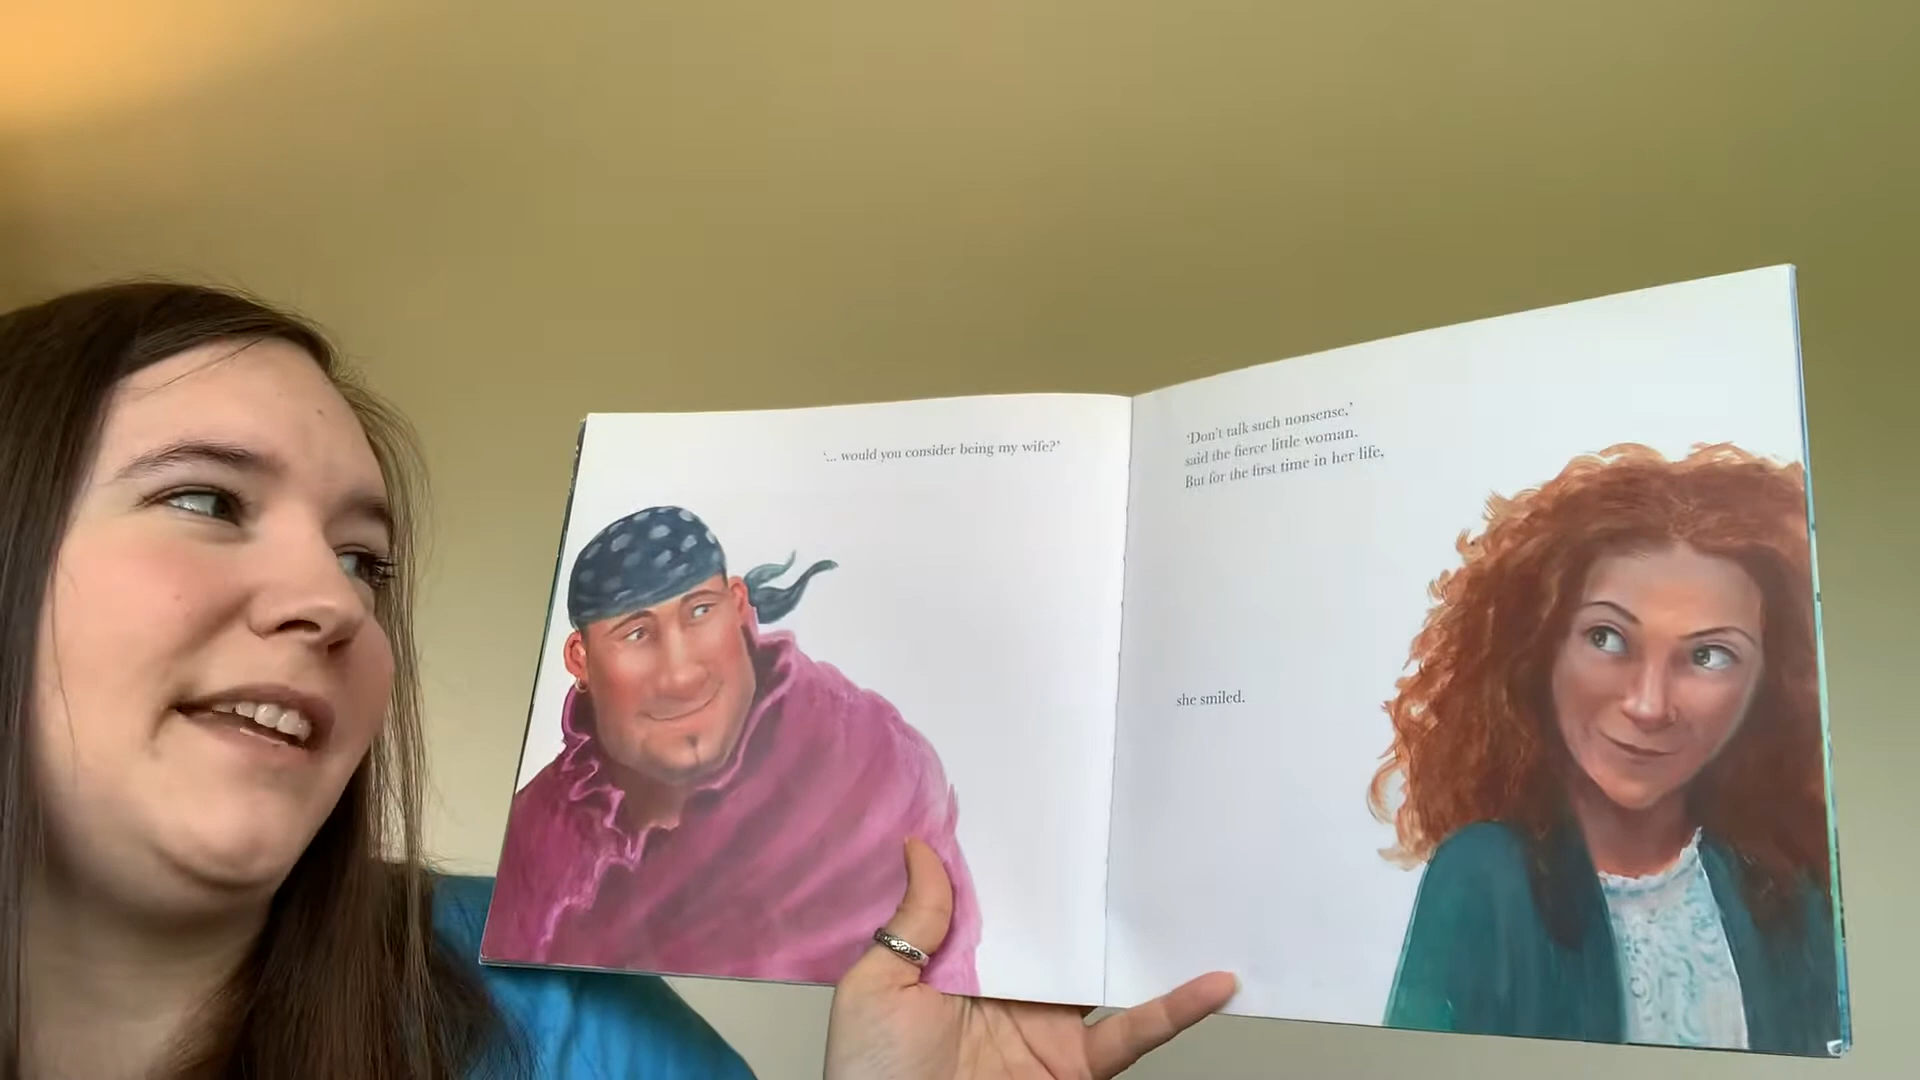 ‘... would you consider being my wife?’
‘Don’t talk such nonsense,’
said the fierce little woman.
But for the first time in her life,
she smiled.